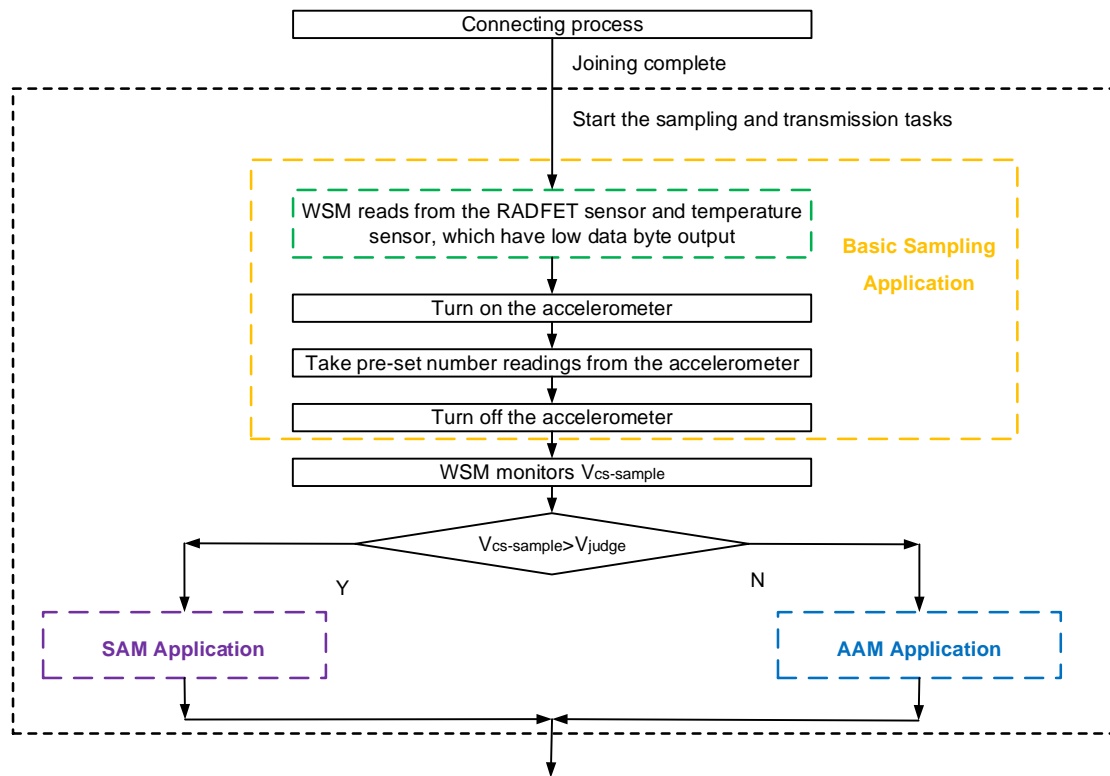 Connecting process
Joining complete
Start the sampling and transmission tasks
WSM reads from the RADFET sensor and temperature
sensor, which have low data byte output
Basic Sampling
Application
Turn on the accelerometer
Take pre-set number readings from the accelerometer
Turn off the accelerometer
WSM monitors Vcs-sample
Vcs-sample>Vjudge
Y
N
SAM Application
AAM Application